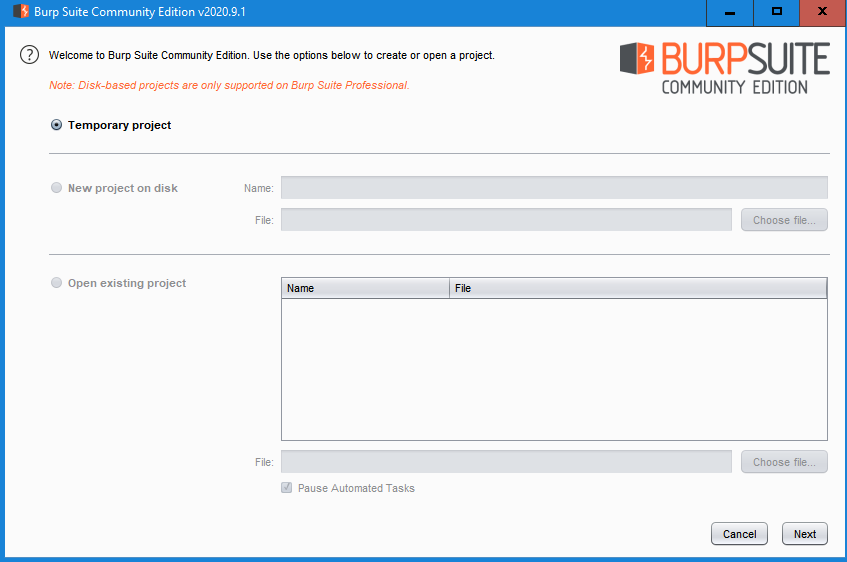 Burp Suite Community Edition v2020.9.1
Welcome to Burp Suite Community Edition. Use the options below to create or open a project.
BURPSUITE
COMMUNITY EDITION
Note: Disk-based projects are only supported on Burp Suite Professional.
Temporary project
New project on disk
Name:
File:
Choose file...
Open existing project
Name
File
File:
Choose file...
Pause Automated Tasks
Cancel
Next